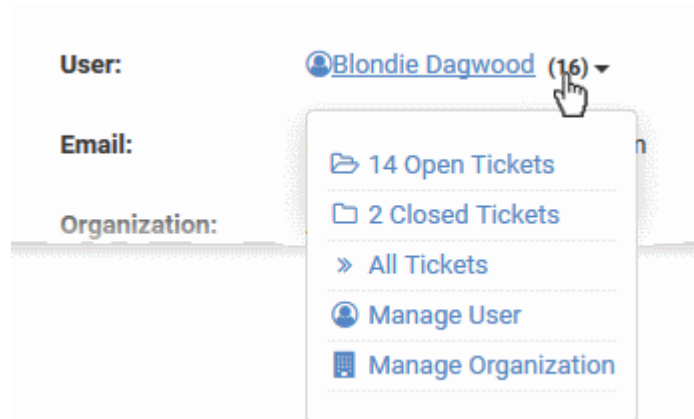 User: Blondie Dagwood (16)
Email: n
Organization:
14 Open Tickets
2 Closed Tickets
» All Tickets
Manage User
Manage Organization